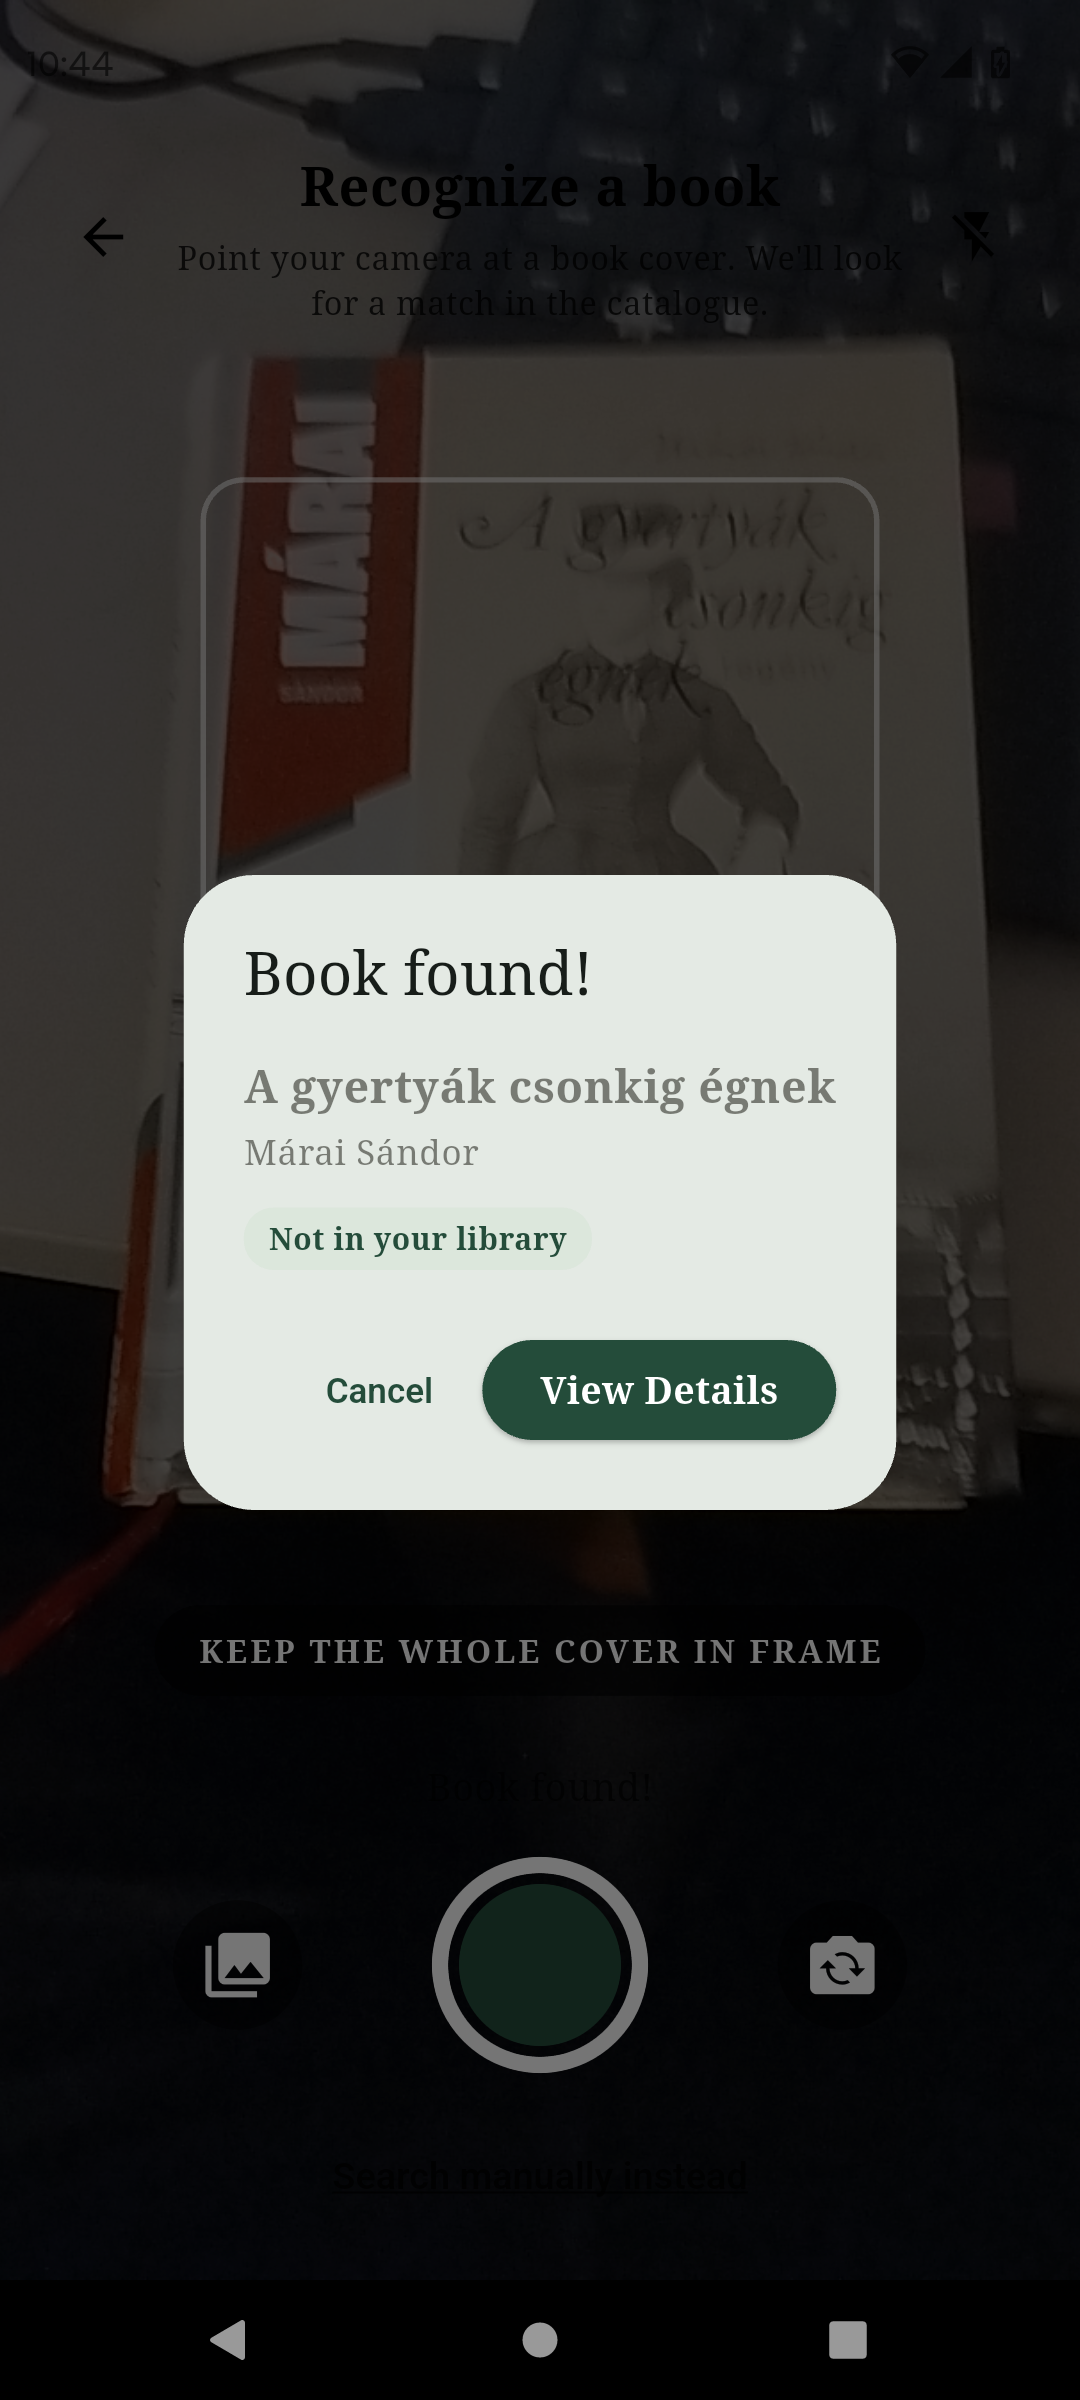 10:44
Recognize a book
Point your camera at a book cover. We'll look
for a match in the catalogue.
MÁRAI
SÁNDOR
A gyertyák
csonkig
égnek
Book found!
A gyertyák csonkig égnek
Márai Sándor
Not in your library
Cancel
View Details
KEEP THE WHOLE COVER IN FRAME
Book found!
Search manually instead